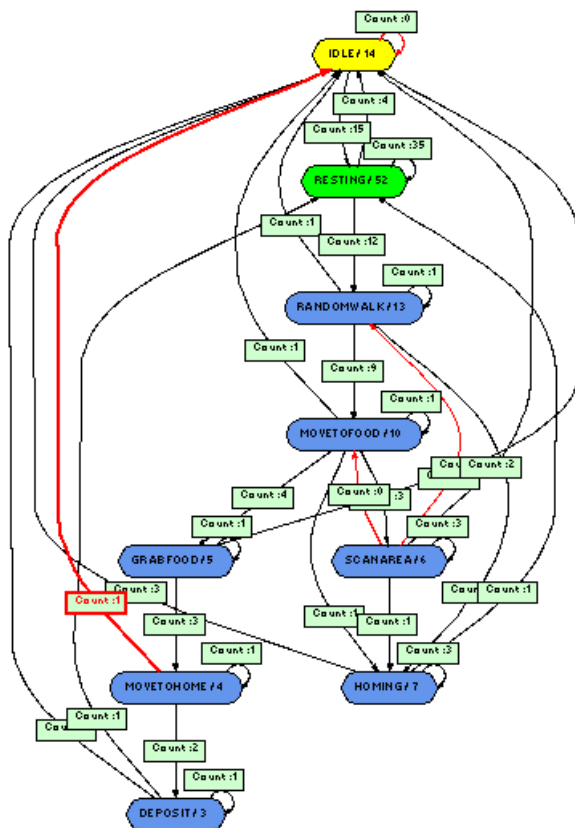 Count :0
IDLE / 14
Count :4
Count :15
Count :35
RESTING / 52
Count :1
Count :12
Count :1
RANDOMWALK / 13
Count :1
Count :9
Count :1
MOVETOFOOD / 10
Count :2
Count :4
Count :0
:3
Count :1
Count :3
GRABFOOD / 5
SCANAREA / 6
Count :3
Count :1
Count :1
Count :3
Count :1
Count :1
Count :1
Count :3
MOVETOHOME / 4
HOMING / 7
Count :1
Count :2
Count :1
DEPOSIT / 3